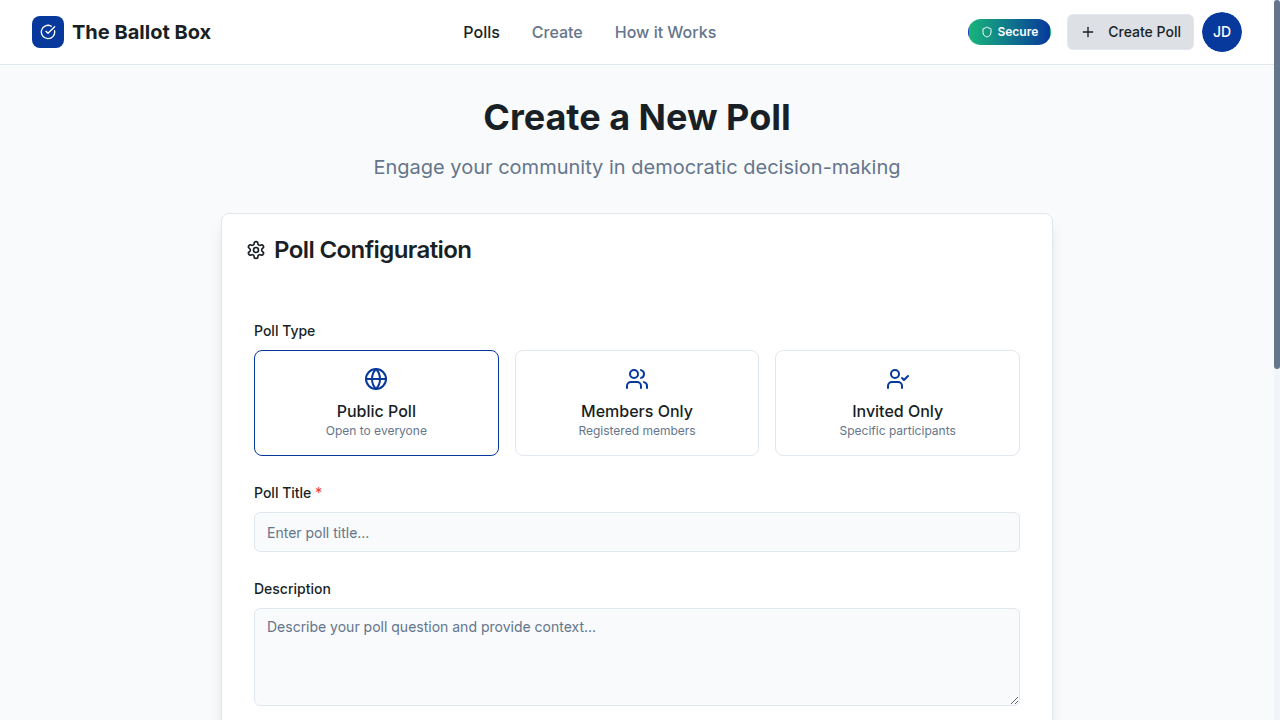 The Ballot Box
Polls
Create
How it Works
Secure
Create Poll
JD
Create a New Poll
Engage your community in democratic decision-making
Poll Configuration
Poll Type
Public Poll
Open to everyone
Members Only
Registered members
Invited Only
Specific participants
Poll Title *
Enter poll title...
Description
Describe your poll question and provide context...